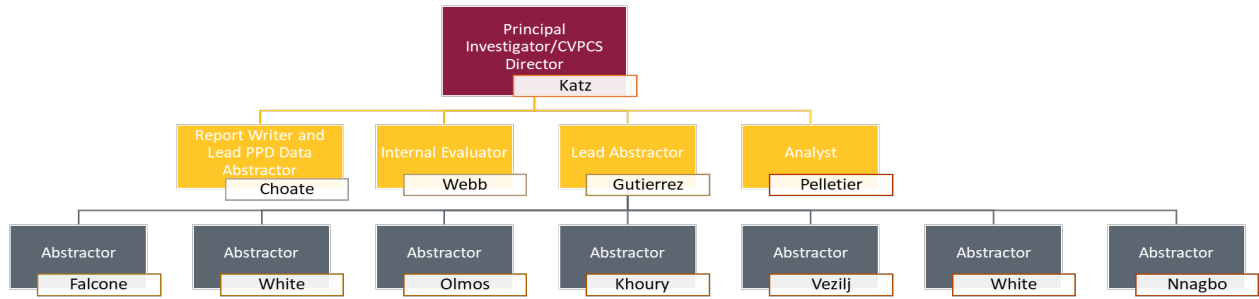 Principal
Investigator/CVPCS
Director
Katz
Report Writer and
Lead PPD Data
Abstractor
Choate
Internal Evaluator
Webb
Lead Abstractor
Gutierrez
Analyst
Pelletier
Abstractor
Falcone
Abstractor
White
Abstractor
Olmos
Abstractor
Khoury
Abstractor
Vezilj
Abstractor
White
Abstractor
Nnagbo